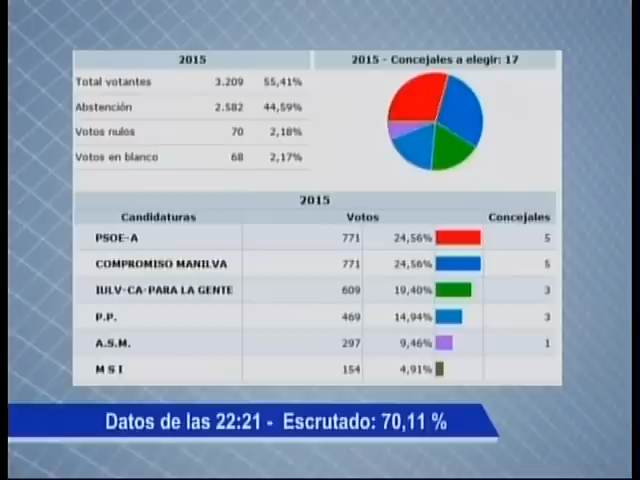 2015
Total votantes 3.209 55,41%
Abstención 2.582 44,59%
Votos nulos 70 2,18%
Votos en blanco 68 2,17%
2015 - Concejales a elegir: 17
2015
Candidaturas Votos Concejales
PSOE-A 771 24,56% 5
COMPROMISO MANILVA 771 24,56% 5
IULV-CA-PARA LA GENTE 609 19,40% 3
P.P. 469 14,94% 3
A.S.M. 297 9,46% 1
M S I 154 4,91%
Datos de las 22:21 - Escrutado: 70,11 %